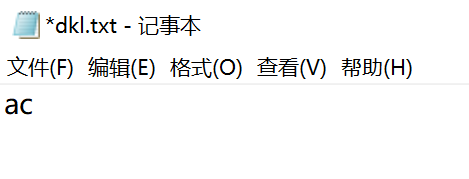 *dkl.txt - 记事本
文件(F) 编辑(E) 格式(O) 查看(V) 帮助(H)
ac